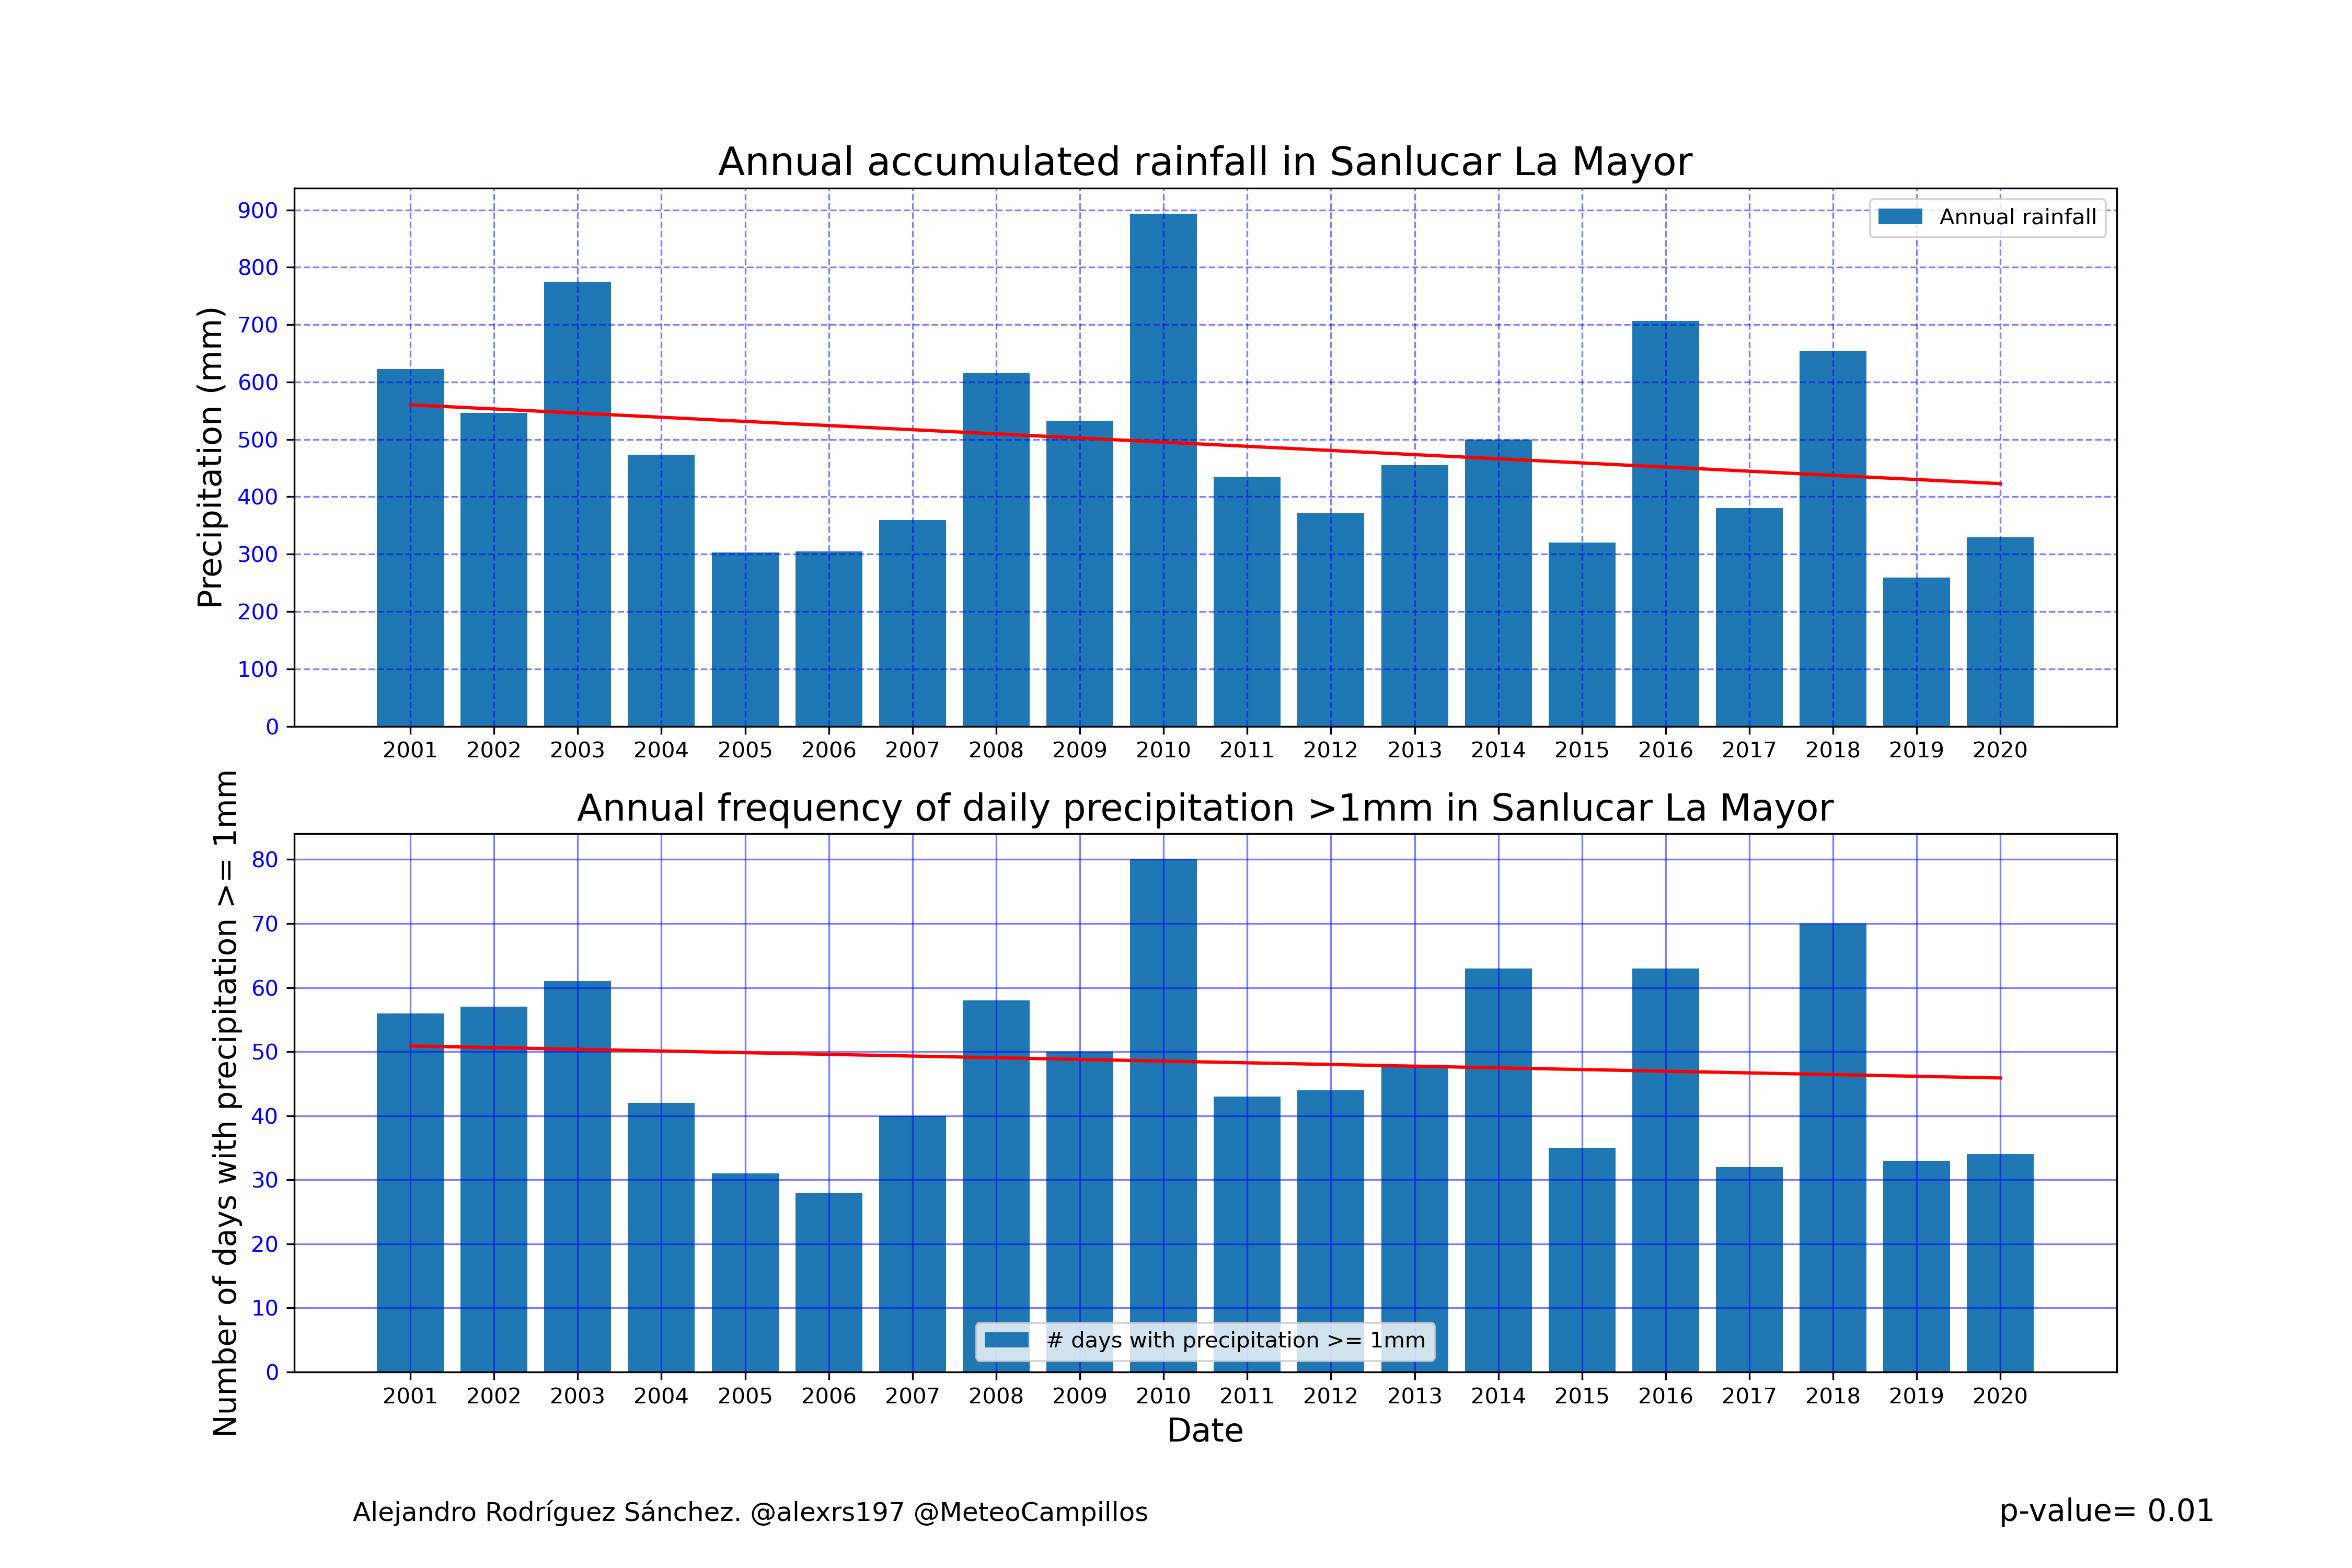 Annual accumulated rainfall in Sanlucar La Mayor
Precipitation (mm)
900
800
700
600
500
400
300
200
100
0
Annual rainfall
2001 2002 2003 2004 2005 2006 2007 2008 2009 2010 2011 2012 2013 2014 2015 2016 2017 2018 2019 2020
Annual frequency of daily precipitation >1mm in Sanlucar La Mayor
Number of days with precipitation >= 1mm
80
70
60
50
40
30
20
10
0
# days with precipitation >= 1mm
2001 2002 2003 2004 2005 2006 2007 2008 2009 2010 2011 2012 2013 2014 2015 2016 2017 2018 2019 2020
Date
Alejandro Rodríguez Sánchez. @alexrs197 @MeteoCampillos
p-value= 0.01